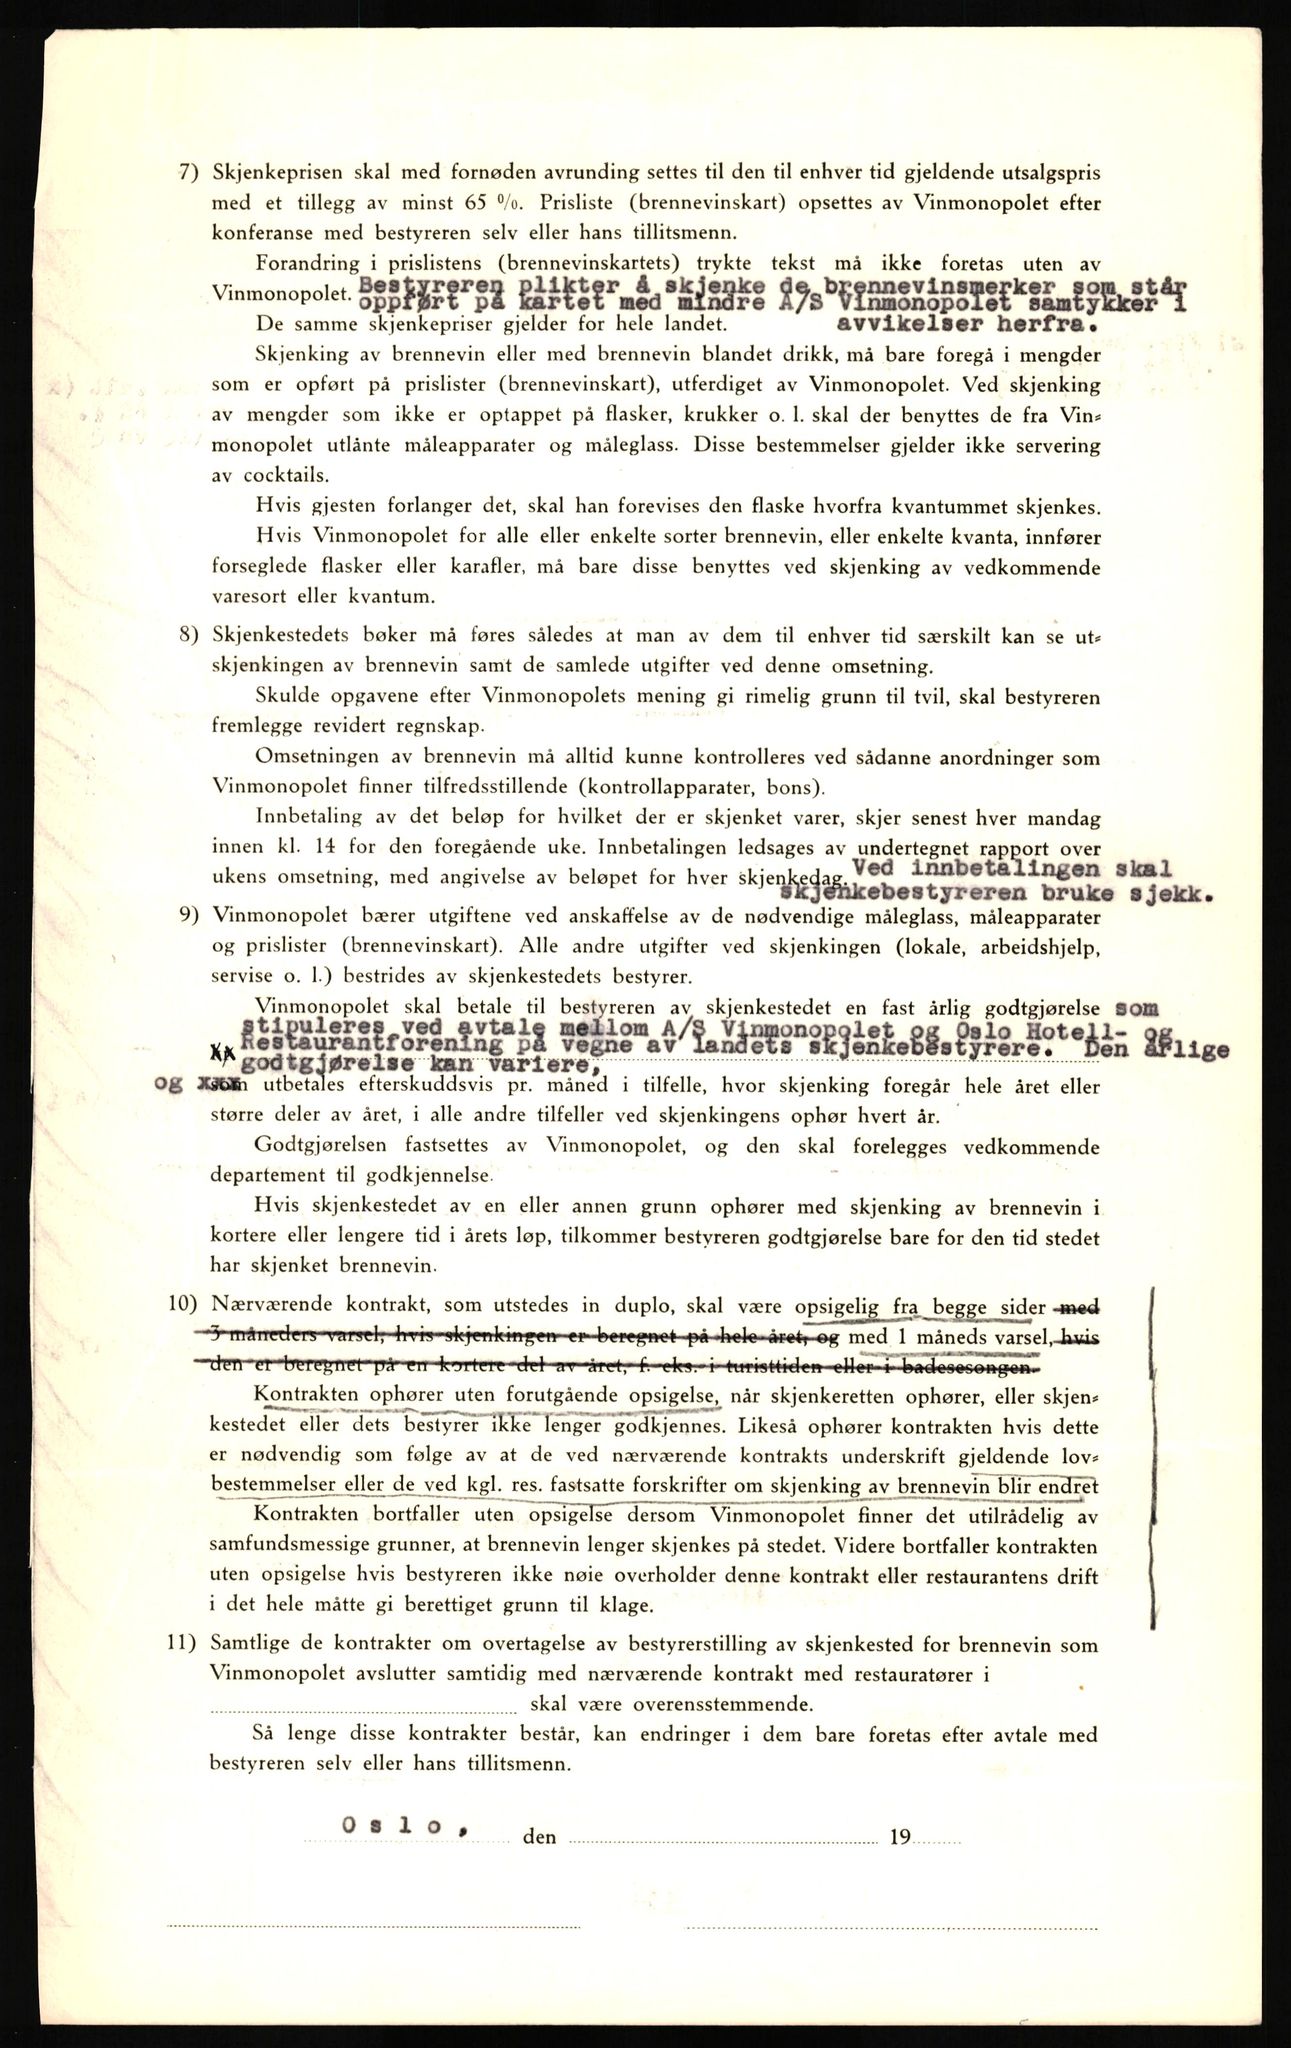 7) Skjenkeprisen skal med fornøden avrunding settes til den til enhver tid gjeldende utsalgspris
med et tillegg av minst 65 %. Prisliste (brennevinskart) opsettes av Vinmonopolet efter
konferanse med bestyreren selv eller hans tillitsmenn.
Forandring i prislistens (brennevinskartets) trykte tekst må ikke foretas uten av
Vinmonopolet. Bestyreren plikter å skjenke de brennevinsmerker som står
oppført på kartet med mindre A/S Vinmonopolet samtykker i
De samme skjenkepriser gjelder for hele landet. avvikelser herfra.
Skjenking av brennevin eller med brennevin blandet drikk, må bare foregå i mengder
som er opført på prislister (brennevinskart), utferdiget av Vinmonopolet. Ved skjenking
av mengder som ikke er optappet på flasker, krukker o. l. skal der benyttes de fra Vin=
monopolet utlånte måleapparater og måleglass. Disse bestemmelser gjelder ikke servering
av cocktails.
Hvis gjesten forlanger det, skal han forevises den flaske hvorfra kvantummet skjenkes.
Hvis Vinmonopolet for alle eller enkelte sorter brennevin, eller enkelte kvanta, innfører
forseglede flasker eller karafler, må bare disse benyttes ved skjenking av vedkommende
varesort eller kvantum.
8) Skjenkestedets bøker må føres således at man av dem til enhver tid særskilt kan se ut=
skjenkingen av brennevin samt de samlede utgifter ved denne omsetning.
Skulde opgavene efter Vinmonopolets mening gi rimelig grunn til tvil, skal bestyreren
fremlegge revidert regnskap.
Omsetningen av brennevin må alltid kunne kontrolleres ved sådanne anordninger som
Vinmonopolet finner tilfredsstillende (kontrollapparater, bons).
Innbetaling av det beløp for hvilket der er skjenket varer, skjer senest hver mandag
innen kl. 14 for den foregående uke. Innbetalingen ledsages av undertegnet rapport over
ukens omsetning, med angivelse av beløpet for hver skjenkedag. Ved innbetalingen skal
skjenkebestyreren bruke sjekk.
9) Vinmonopolet bærer utgiftene ved anskaffelse av de nødvendige måleglass, måleapparater
og prislister (brennevinskart). Alle andre utgifter ved skjenkingen (lokale, arbeidshjelp,
servise o. l.) bestrides av skjenkestedets bestyrer.
Vinmonopolet skal betale til bestyreren av skjenkestedet en fast årlig godtgjørelse som
stipuleres ved avtale mellom A/S Vinmonopolet og Oslo Hotell- og
Restaurantforening på vegne av landets skjenkebestyrere. Den årlige
godtgjørelse kan variere,
og som utbetales efterskuddsvis pr. måned i tilfelle, hvor skjenking foregår hele året eller
større deler av året, i alle andre tilfeller ved skjenkingens ophør hvert år.
Godtgjørelsen fastsettes av Vinmonopolet, og den skal forelegges vedkommende
departement til godkjennelse.
Hvis skjenkestedet av en eller annen grunn ophører med skjenking av brennevin i
kortere eller lengere tid i årets løp, tilkommer bestyreren godtgjørelse bare for den tid stedet
har skjenket brennevin.
10) Nærværende kontrakt, som utstedes in duplo, skal være opsigelig fra begge sider med
3 måneders varsel, hvis skjenkingen er beregnet på hele året, og med 1 måneds varsel, hvis
den er beregnet på en kortere del av året, f. eks. i turisttiden eller i badesesongen.
Kontrakten ophører uten forutgående opsigelse, når skjenkeretten ophører, eller skjen=
kestedet eller dets bestyrer ikke lenger godkjennes. Likeså ophører kontrakten hvis dette
er nødvendig som følge av at de ved nærværende kontrakts underskrift gjeldende lov=
bestemmelser eller de ved kgl. res. fastsatte forskrifter om skjenking av brennevin blir endret
Kontrakten bortfaller uten opsigelse dersom Vinmonopolet finner det utilrådelig av
samfundsmessige grunner, at brennevin lenger skjenkes på stedet. Videre bortfaller kontrakten
uten opsigelse hvis bestyreren ikke nøie overholder denne kontrakt eller restaurantens drift
i det hele måtte gi berettiget grunn til klage.
11) Samtlige de kontrakter om overtagelse av bestyrerstilling av skjenkested for brennevin som
Vinmonopolet avslutter samtidig med nærværende kontrakt med restauratører i
skal være overensstemmende.
Så lenge disse kontrakter består, kan endringer i dem bare foretas efter avtale med
bestyreren selv eller hans tillitsmenn.
Oslo, den 19